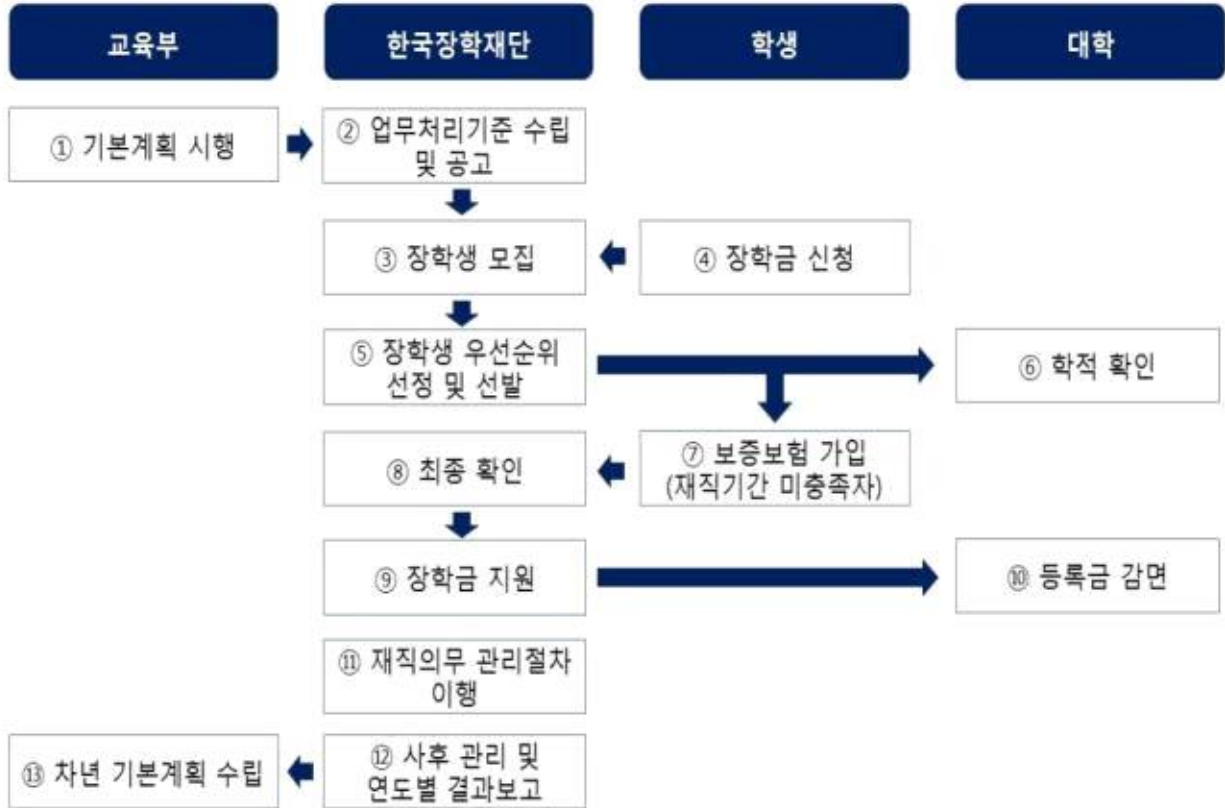 교육부
한국장학재단
학생
대학
① 기본계획 시행
② 업무처리기준 수립
및 공고
③ 장학생 모집
④ 장학금 신청
⑤ 장학생 우선순위
선정 및 선발
⑥ 학적 확인
⑦ 보증보험 가입
(재직기간 미충족자)
⑧ 최종 확인
⑨ 장학금 지원
⑩ 등록금 감면
⑪ 재직의무 관리절차
이행
⑫ 사후 관리 및
연도별 결과보고
⑬ 차년 기본계획 수립